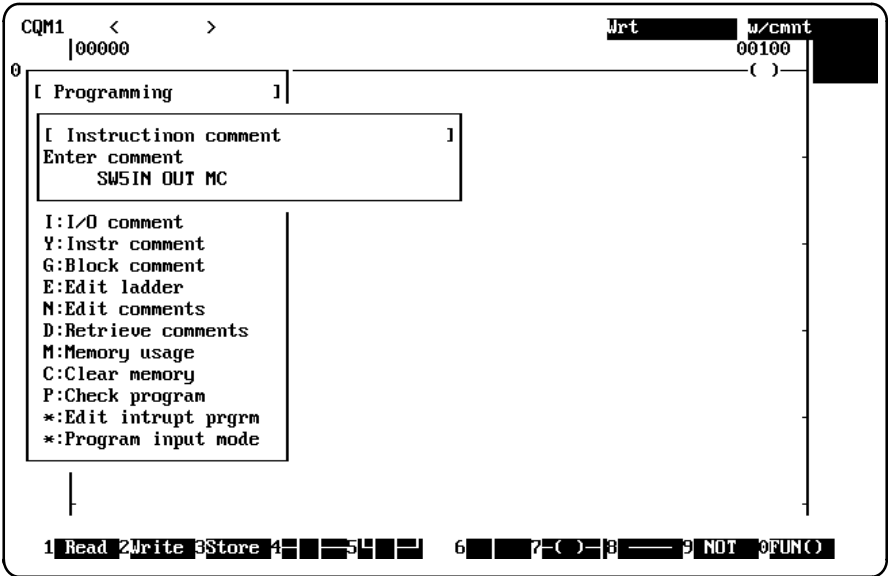 CQM1 < > Wrt w/cmnt
00000 00100
0 ( )
[ Programming ]
[ Instructinon comment ]
Enter comment
SW5IN OUT MC
I:I/O comment
Y:Instr comment
G:Block comment
E:Edit ladder
N:Edit comments
D:Retrieve comments
M:Memory usage
C:Clear memory
P:Check program
*:Edit intrupt prgrm
*:Program input mode
1 Read 2Write 3Store 4 5 6 7-( )-8 9 NOT 0FUN()